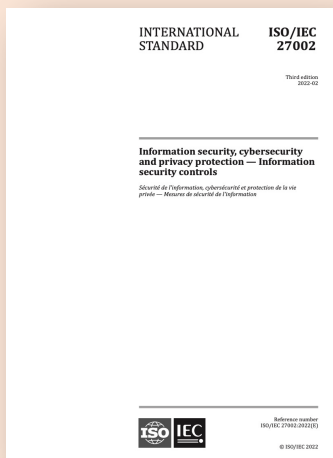 INTERNATIONAL
STANDARD
ISO/IEC
27002
Third edition
2022-02
Information security, cybersecurity
and privacy protection — Information
security controls
Sécurité de l'information, cybersécurité et protection de la vie
privée — Mesures de sécurité de l'information
ISO
IEC
Reference number
ISO/IEC 27002:2022(E)
© ISO/IEC 2022